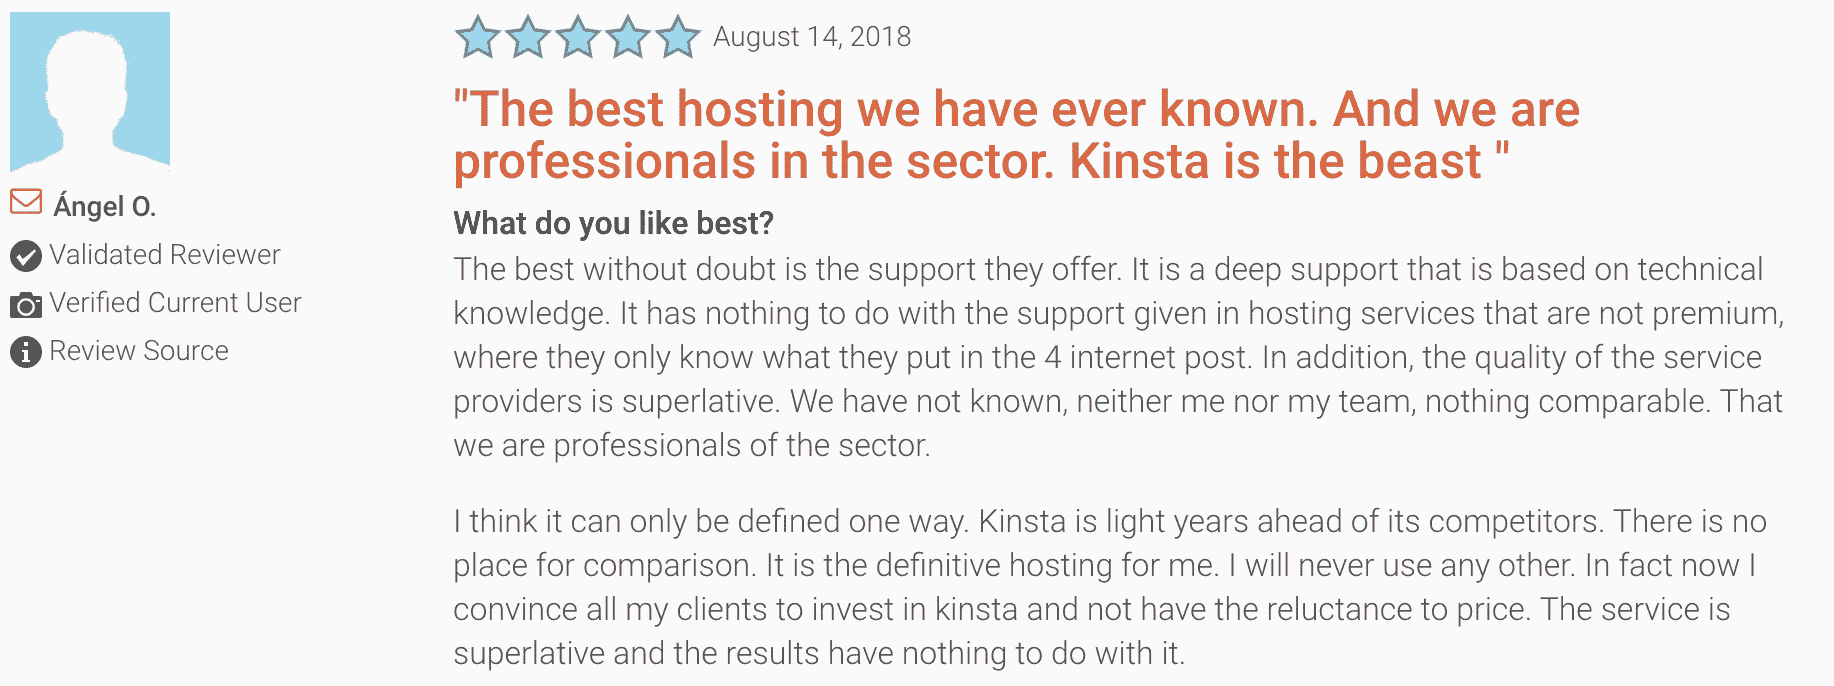 August 14, 2018
"The best hosting we have ever known. And we are
professionals in the sector. Kinsta is the beast "
Ángel O.
Validated Reviewer
Verified Current User
Review Source
What do you like best?
The best without doubt is the support they offer. It is a deep support that is based on technical
knowledge. It has nothing to do with the support given in hosting services that are not premium,
where they only know what they put in the 4 internet post. In addition, the quality of the service
providers is superlative. We have not known, neither me nor my team, nothing comparable. That
we are professionals of the sector.
I think it can only be defined one way. Kinsta is light years ahead of its competitors. There is no
place for comparison. It is the definitive hosting for me. I will never use any other. In fact now I
convince all my clients to invest in kinsta and not have the reluctance to price. The service is
superlative and the results have nothing to do with it.